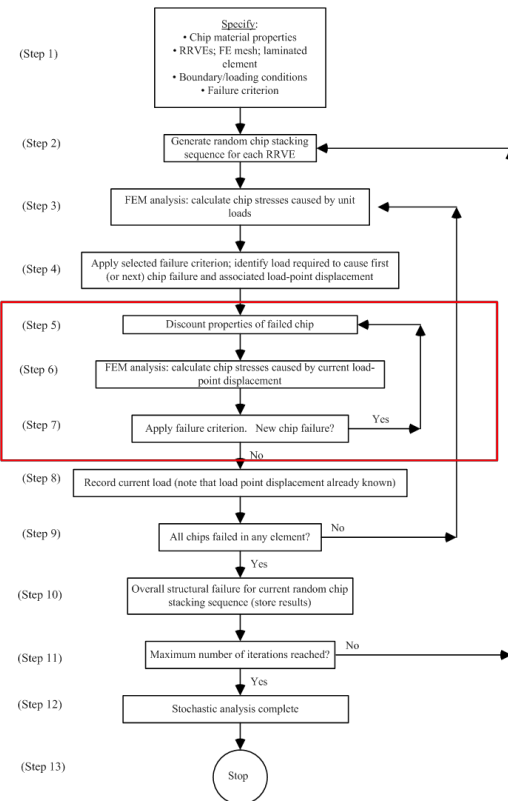 (Step 1)
Specify:
• Chip material properties
• RRVEs; FE mesh; laminated
element
• Boundary/loading conditions
• Failure criterion
(Step 2)
Generate random chip stacking
sequence for each RRVE
(Step 3)
FEM analysis: calculate chip stresses caused by unit
loads
(Step 4)
Apply selected failure criterion; identify load required to cause first
(or next) chip failure and associated load-point displacement
(Step 5)
Discount properties of failed chip
(Step 6)
FEM analysis: calculate chip stresses caused by current load-
point displacement
(Step 7)
Apply failure criterion. New chip failure?
Yes
No
(Step 8)
Record current load (note that load point displacement already known)
(Step 9)
All chips failed in any element?
No
Yes
(Step 10)
Overall structural failure for current random chip
stacking sequence (store results)
(Step 11)
Maximum number of iterations reached?
No
Yes
(Step 12)
Stochastic analysis complete
(Step 13)
Stop